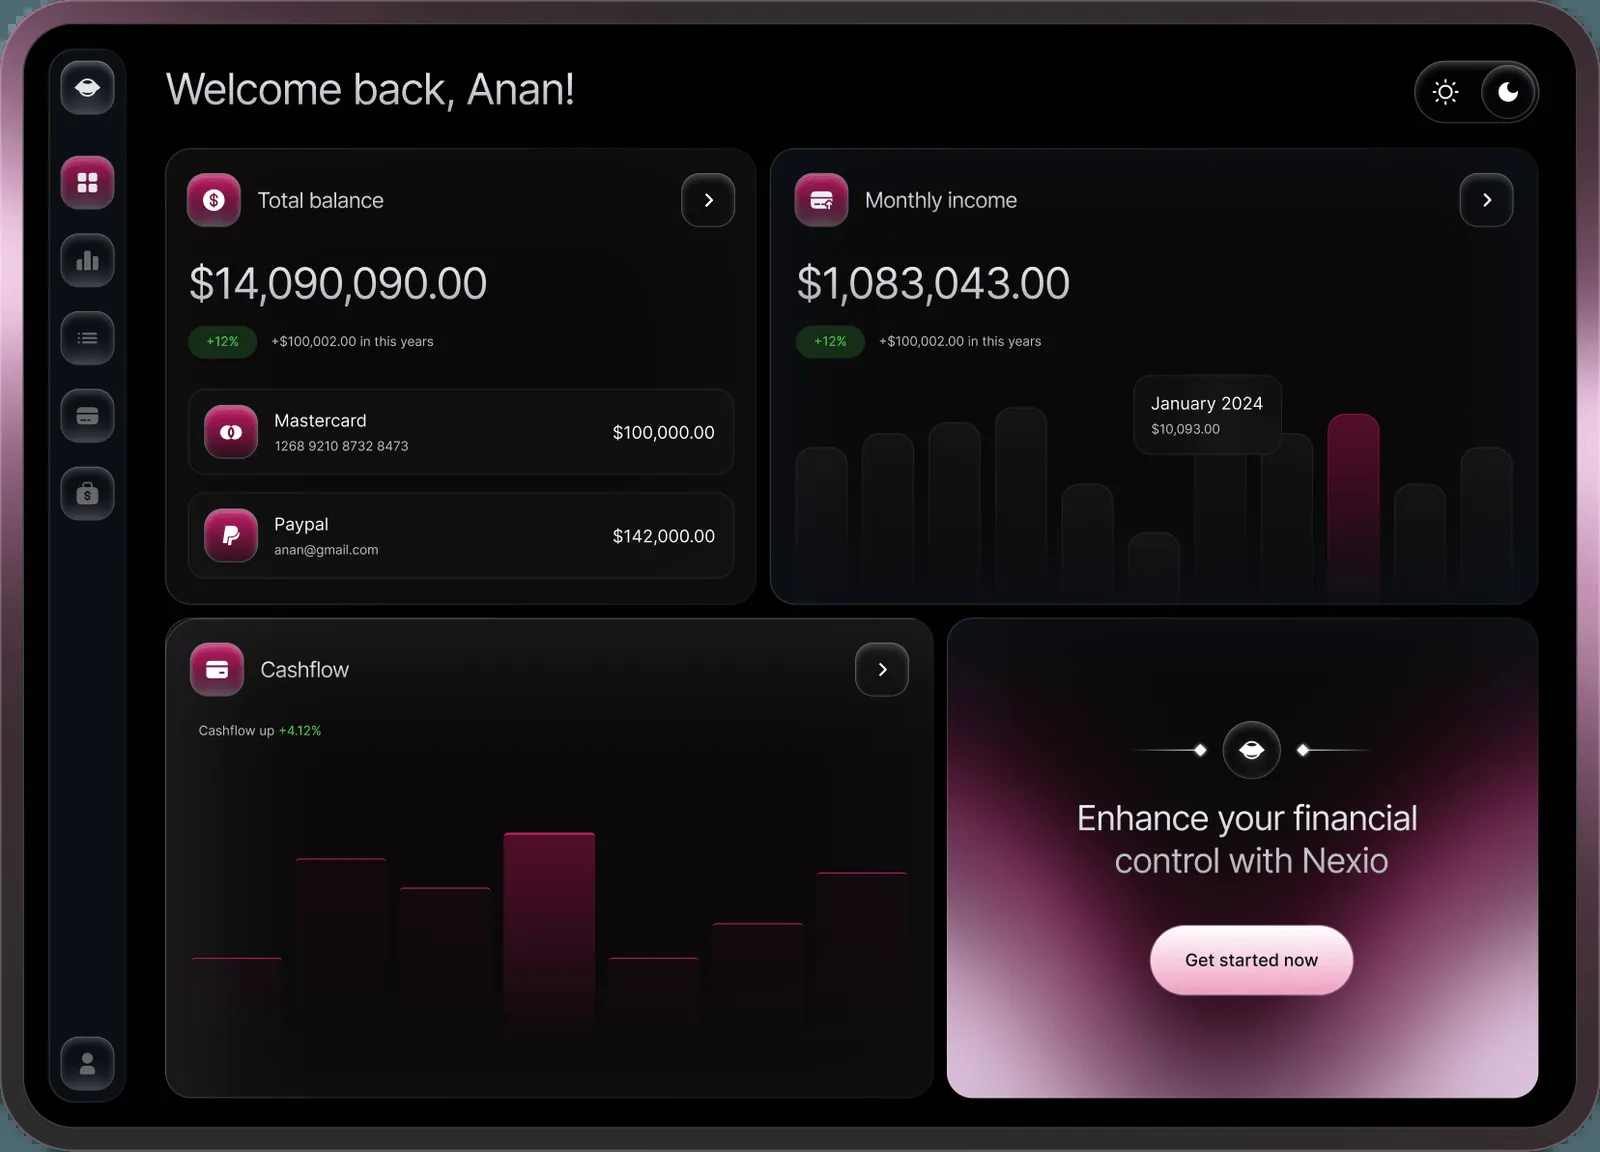 Welcome back, Anan!
Total balance
$14,090,090.00
+12% +$100,002.00 in this years
Mastercard
1268 9210 8732 8473
$100,000.00
Paypal
anan@gmail.com
$142,000.00
Monthly income
$1,083,043.00
+12% +$100,002.00 in this years
January 2024
$10,093.00
Cashflow
Cashflow up +4.12%
Enhance your financial
control with Nexio
Get started now